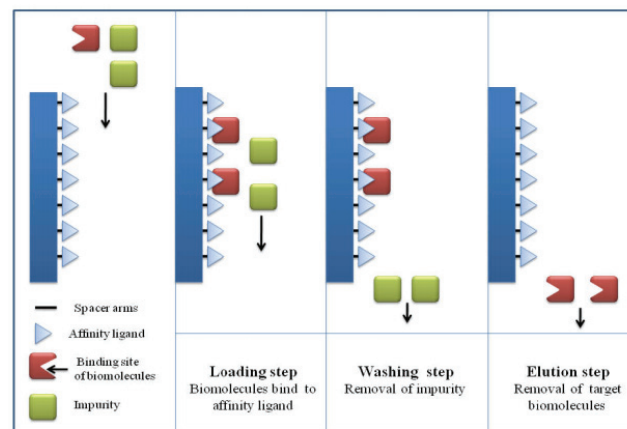 Spacer arms
Affinity ligand
Binding site
of biomolecules
Impurity
Loading step
Biomolecules bind to
affinity ligand
Washing step
Removal of impurity
Elution step
Removal of target
biomolecules